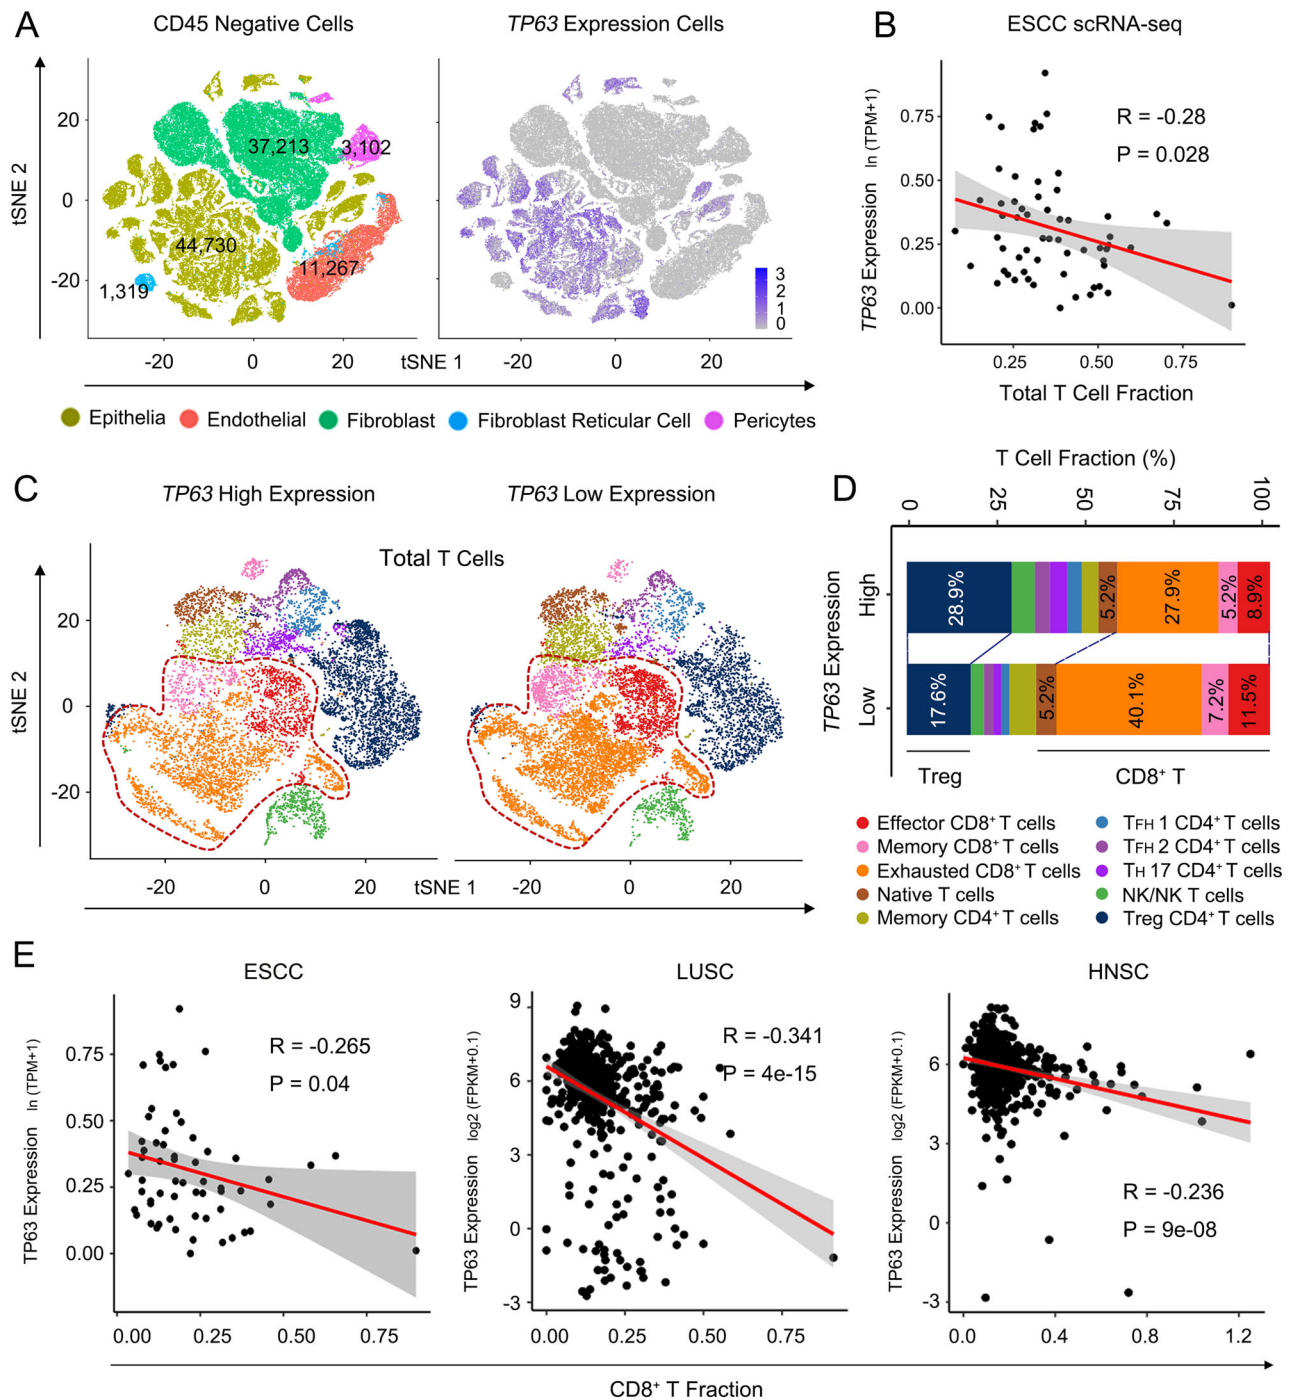 A
CD45 Negative Cells
TP63 Expression Cells
tSNE 2
20
0
-20
37,213
3,102
44,730
11,267
1,319
3
2
1
0
-20
0
20
tSNE 1
-20
0
20
Epithelia
Endothelial
Fibroblast
Fibroblast Reticular Cell
Pericytes
B
ESCC scRNA-seq
TP63 Expression ln (TPM+1)
0.75
0.50
0.25
0.00
R = -0.28
P = 0.028
0.25
0.50
0.75
Total T Cell Fraction
C
TP63 High Expression
TP63 Low Expression
Total T Cells
tSNE 2
20
0
-20
-20
0
20
tSNE 1
-20
0
20
D
T Cell Fraction (%)
0
25
50
75
100
TP63 Expression
High
28.9%
5.2%
27.9%
5.2%
8.9%
Low
17.6%
5.2%
40.1%
7.2%
11.5%
Treg
CD8+ T
Effector CD8+ T cells
Memory CD8+ T cells
Exhausted CD8+ T cells
Native T cells
Memory CD4+ T cells
TFH 1 CD4+ T cells
TFH 2 CD4+ T cells
TH 17 CD4+ T cells
NK/NK T cells
Treg CD4+ T cells
E
ESCC
TP63 Expression ln (TPM+1)
0.75
0.50
0.25
0.00
R = -0.265
P = 0.04
0.00
0.25
0.50
0.75
LUSC
TP63 Expression log2 (FPKM+0.1)
9
6
3
0
-3
R = -0.341
P = 4e-15
0.00
0.25
0.50
0.75
HNSC
TP63 Expression log2 (FPKM+0.1)
6
3
0
-3
R = -0.236
P = 9e-08
0.0
0.4
0.8
1.2
CD8+ T Fraction